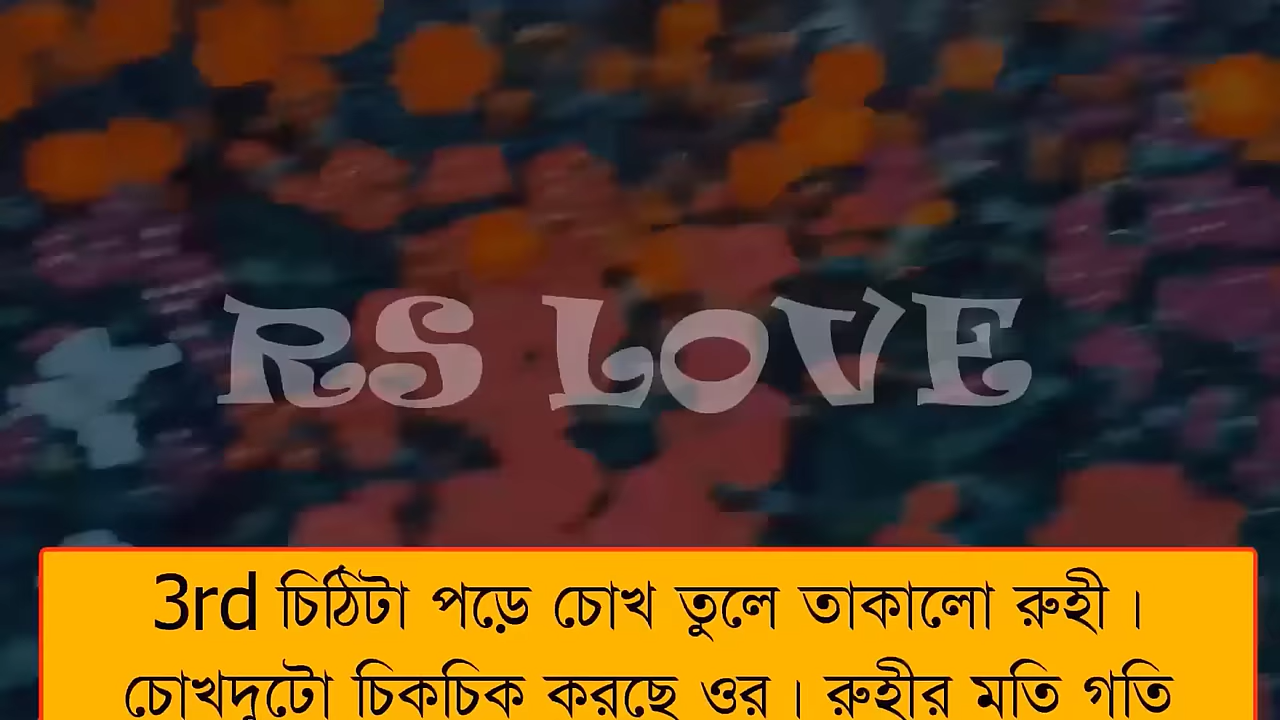 RS LOVE
3rd চিঠিটা পড়ে চোখ তুলে তাকালো রুহী।
চোখদুটো চিকচিক করছে ওর। রুহীর মতি গতি